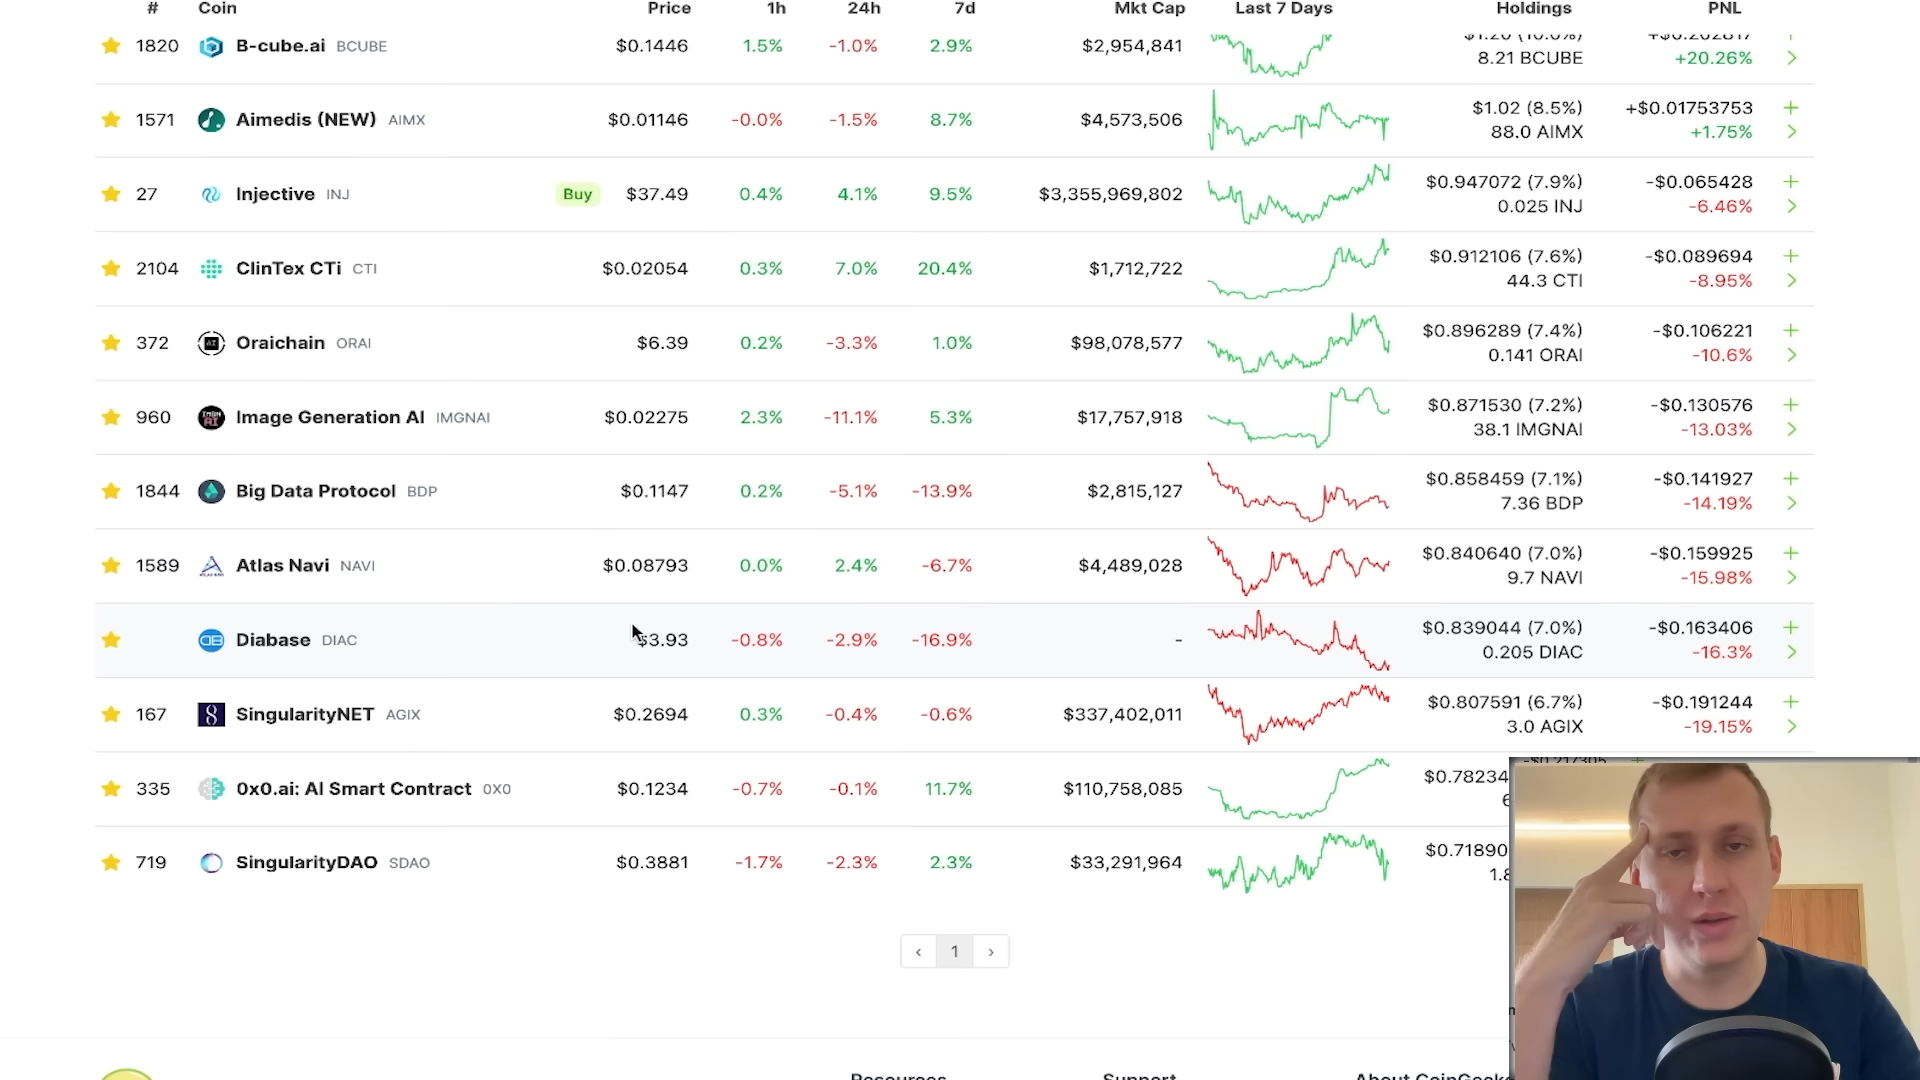 # Coin Price 1h 24h 7d Mkt Cap Last 7 Days Holdings PNL
1820 B-cube.ai BCUBE $0.1446 1.5% -1.0% 2.9% $2,954,841 8.21 BCUBE +20.26%
1571 Aimedis (NEW) AIMX $0.01146 -0.0% -1.5% 8.7% $4,573,506 $1.02 (8.5%) +$0.01753753
88.0 AIMX +1.75%
27 Injective INJ Buy $37.49 0.4% 4.1% 9.5% $3,355,969,802 $0.947072 (7.9%) -$0.065428
0.025 INJ -6.46%
2104 ClinTex CTi CTI $0.02054 0.3% 7.0% 20.4% $1,712,722 $0.912106 (7.6%) -$0.089694
44.3 CTI -8.95%
372 Oraichain ORAI $6.39 0.2% -3.3% 1.0% $98,078,577 $0.896289 (7.4%) -$0.106221
0.141 ORAI -10.6%
960 Image Generation AI IMGNAI $0.02275 2.3% -11.1% 5.3% $17,757,918 $0.871530 (7.2%) -$0.130576
38.1 IMGNAI -13.03%
1844 Big Data Protocol BDP $0.1147 0.2% -5.1% -13.9% $2,815,127 $0.858459 (7.1%) -$0.141927
7.36 BDP -14.19%
1589 Atlas Navi NAVI $0.08793 0.0% 2.4% -6.7% $4,489,028 $0.840640 (7.0%) -$0.159925
9.7 NAVI -15.98%
Diabase DIAC $3.93 -0.8% -2.9% -16.9% - $0.839044 (7.0%) -$0.163406
0.205 DIAC -16.3%
167 SingularityNET AGIX $0.2694 0.3% -0.4% -0.6% $337,402,011 $0.807591 (6.7%) -$0.191244
3.0 AGIX -19.15%
335 0x0.ai: AI Smart Contract 0X0 $0.1234 -0.7% -0.1% 11.7% $110,758,085 $0.78234
719 SingularityDAO SDAO $0.3881 -1.7% -2.3% 2.3% $33,291,964 $0.71890
1.8
‹ 1 ›
Resources Support About CoinGecko